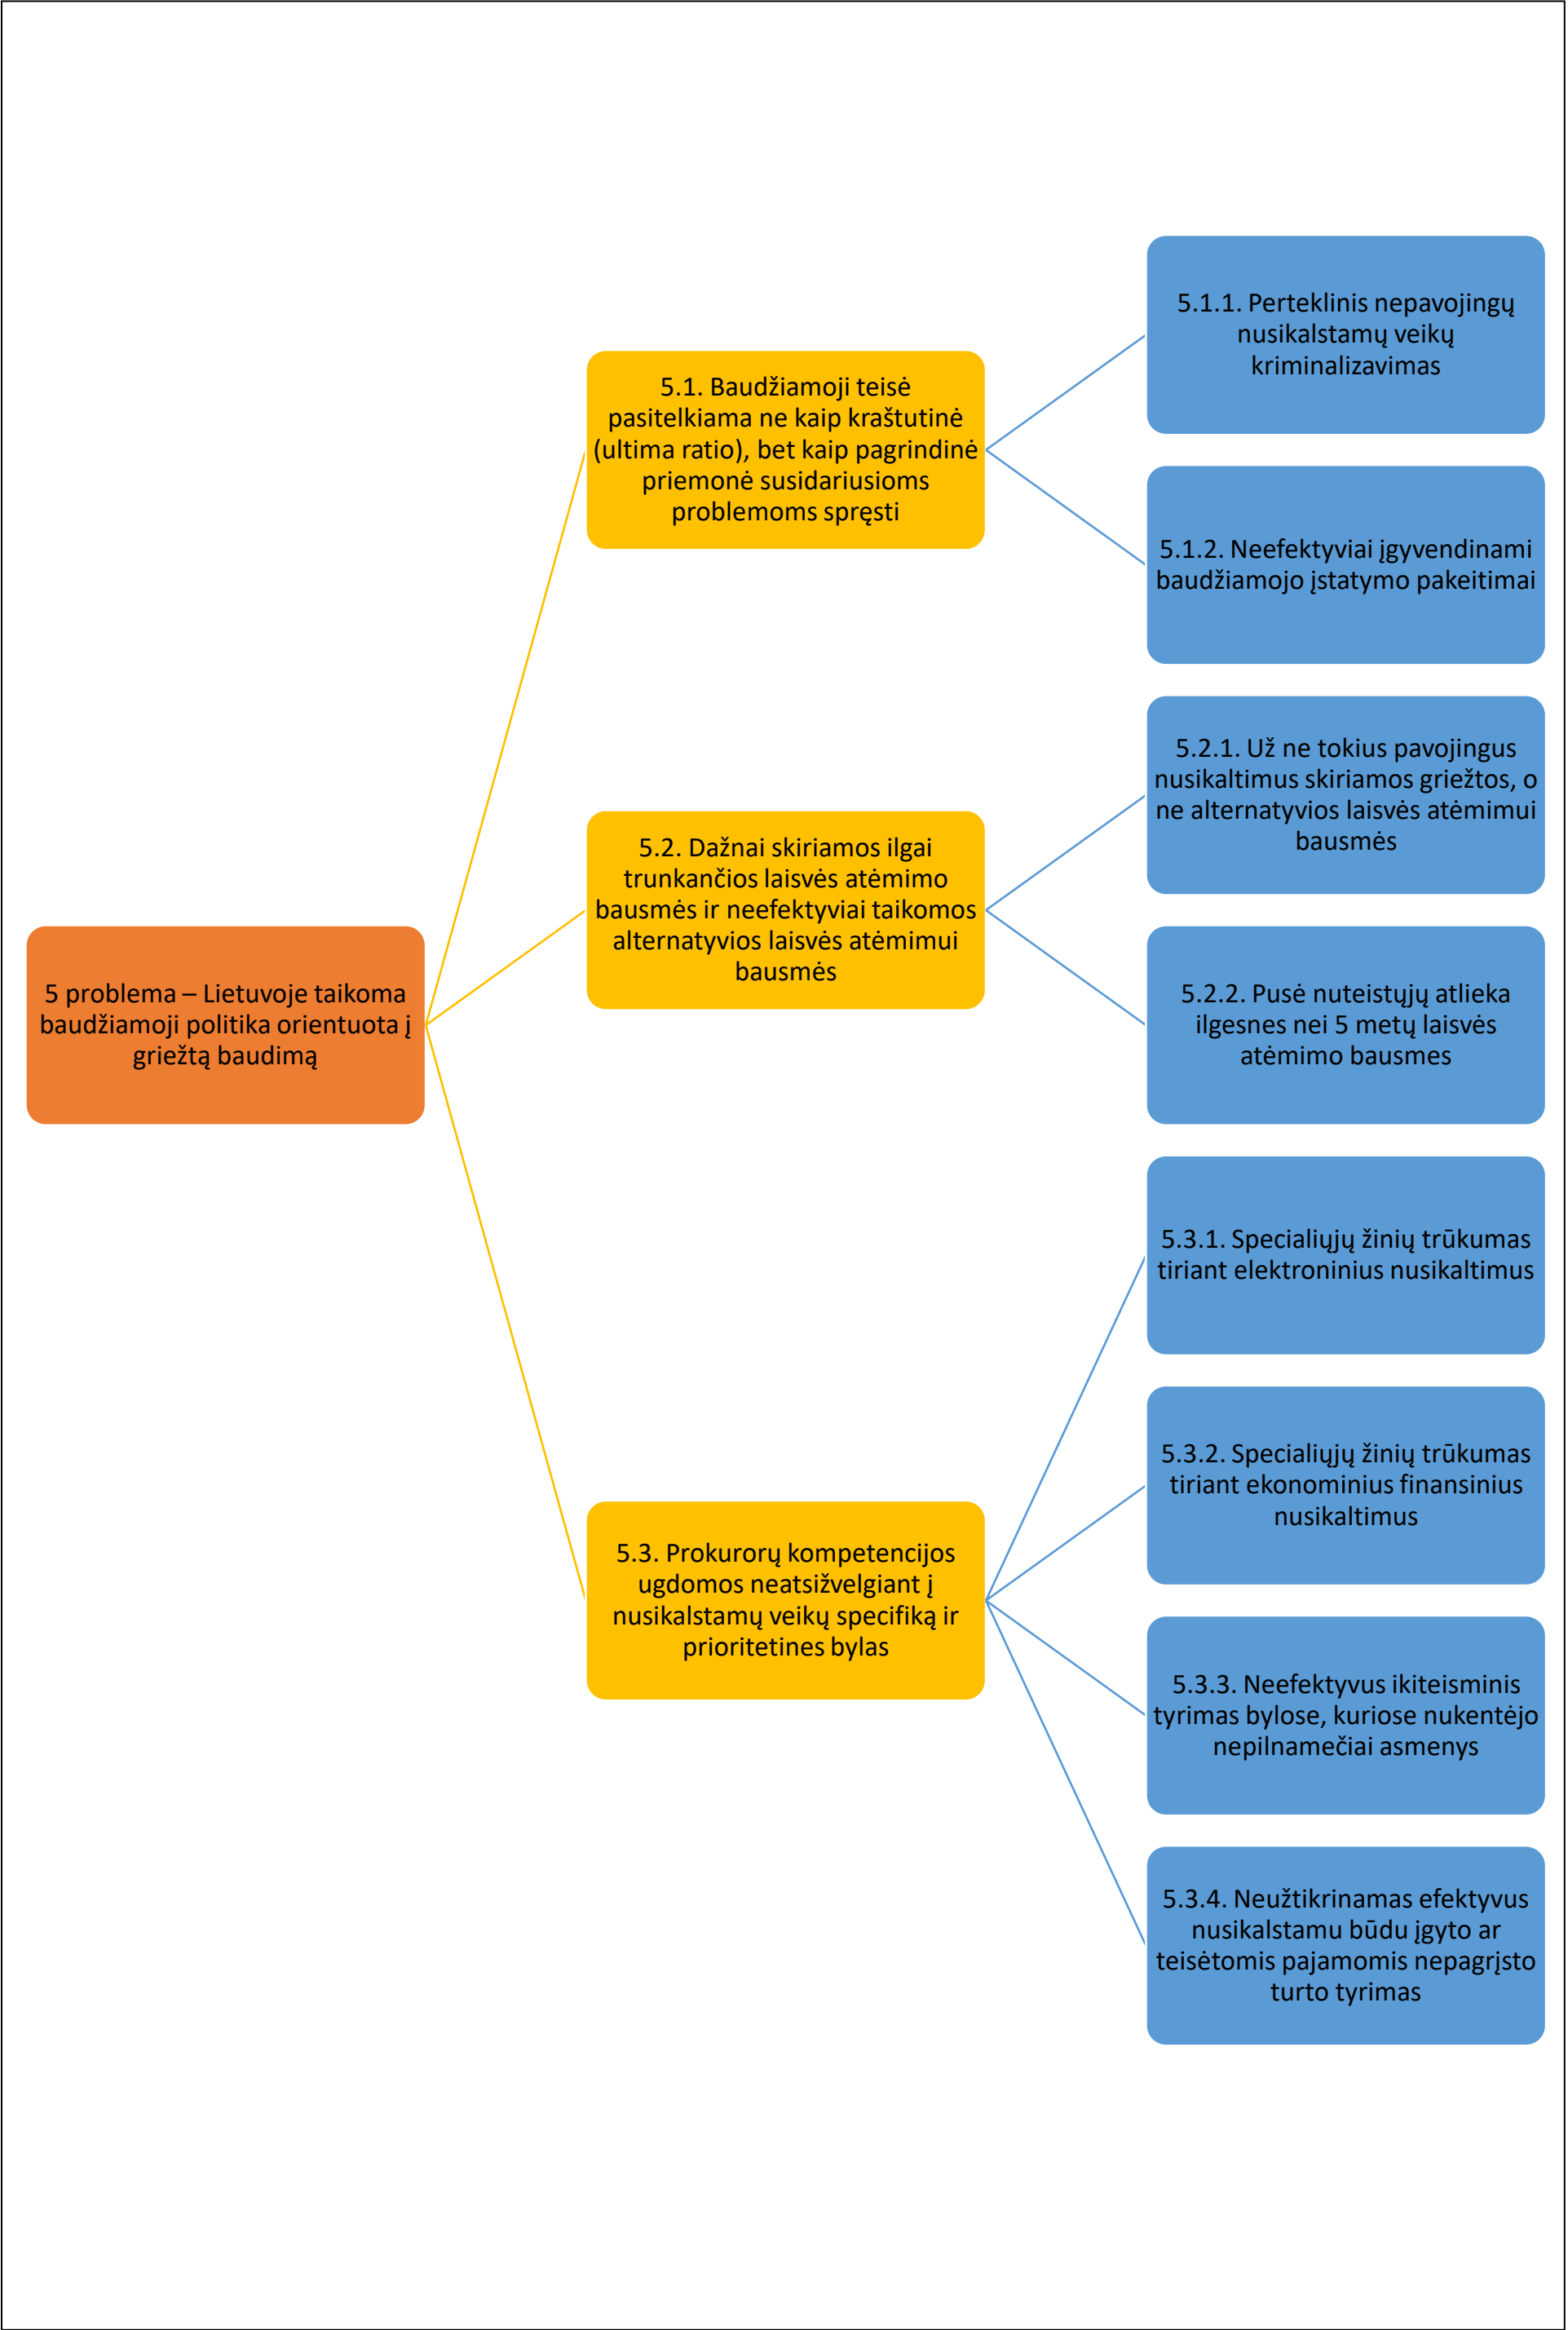 5 problema – Lietuvoje taikoma
baudžiamoji politika orientuota į
griežtą baudimą
5.1. Baudžiamoji teisė
pasitelkiama ne kaip kraštutinė
(ultima ratio), bet kaip pagrindinė
priemonė susidariusioms
problemoms spręsti
5.1.1. Perteklinis nepavojingų
nusikalstamų veikų
kriminalizavimas
5.1.2. Neefektyviai įgyvendinami
baudžiamojo įstatymo pakeitimai
5.2. Dažnai skiriamos ilgai
trunkančios laisvės atėmimo
bausmės ir neefektyviai taikomos
alternatyvios laisvės atėmimui
bausmės
5.2.1. Už ne tokius pavojingus
nusikaltimus skiriamos griežtos, o
ne alternatyvios laisvės atėmimui
bausmės
5.2.2. Pusė nuteistųjų atlieka
ilgesnes nei 5 metų laisvės
atėmimo bausmes
5.3. Prokurorų kompetencijos
ugdomos neatsižvelgiant į
nusikalstamų veikų specifiką ir
prioritetines bylas
5.3.1. Specialiųjų žinių trūkumas
tiriant elektroninius nusikaltimus
5.3.2. Specialiųjų žinių trūkumas
tiriant ekonominius finansinius
nusikaltimus
5.3.3. Neefektyvus ikiteisminis
tyrimas bylose, kuriose nukentėjo
nepilnamečiai asmenys
5.3.4. Neužtikrinamas efektyvus
nusikalstamu būdu įgyto ar
teisėtomis pajamomis nepagrįsto
turto tyrimas